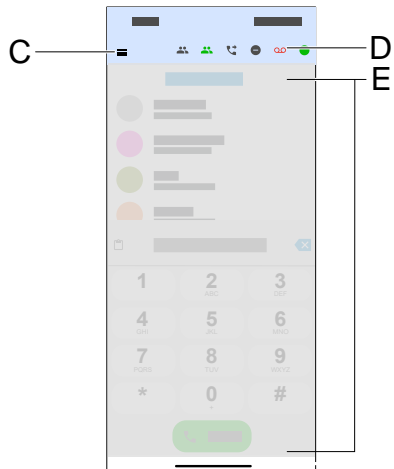 C
D
E
1 2 3
ABC DEF
4 5 6
GHI JKL MNO
7 8 9
PQRS TUV WXYZ
* 0 #
+